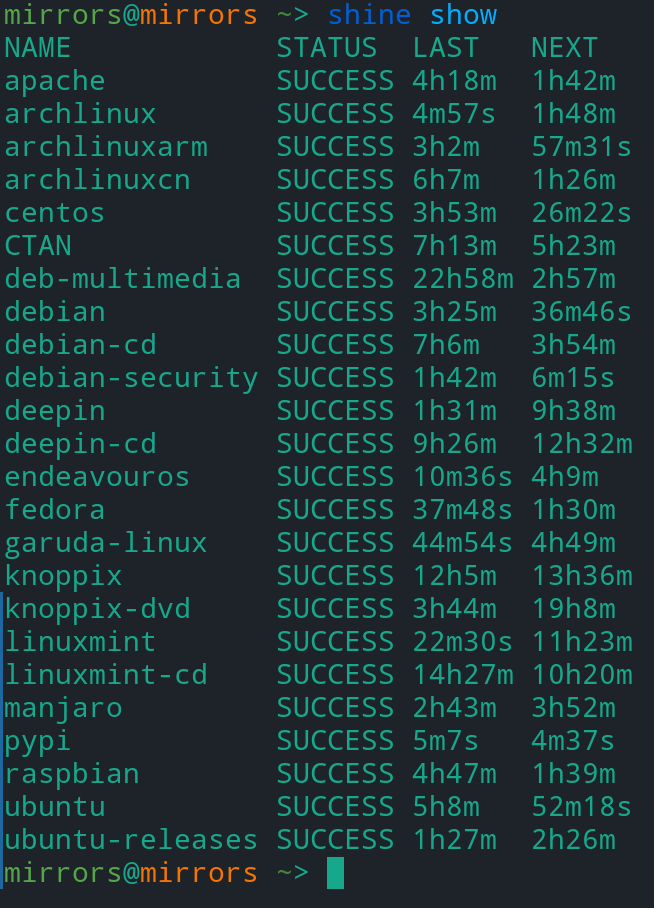 mirrors@mirrors ~> shine show
NAME            STATUS  LAST   NEXT
apache          SUCCESS 4h18m  1h42m
archlinux       SUCCESS 4m57s  1h48m
archlinuxarm    SUCCESS 3h2m   57m31s
archlinuxcn     SUCCESS 6h7m   1h26m
centos          SUCCESS 3h53m  26m22s
CTAN            SUCCESS 7h13m  5h23m
deb-multimedia  SUCCESS 22h58m 2h57m
debian          SUCCESS 3h25m  36m46s
debian-cd       SUCCESS 7h6m   3h54m
debian-security SUCCESS 1h42m  6m15s
deepin          SUCCESS 1h31m  9h38m
deepin-cd       SUCCESS 9h26m  12h32m
endeavouros     SUCCESS 10m36s 4h9m
fedora          SUCCESS 37m48s 1h30m
garuda-linux    SUCCESS 44m54s 4h49m
knoppix         SUCCESS 12h5m  13h36m
knoppix-dvd     SUCCESS 3h44m  19h8m
linuxmint       SUCCESS 22m30s 11h23m
linuxmint-cd    SUCCESS 14h27m 10h20m
manjaro         SUCCESS 2h43m  3h52m
pypi            SUCCESS 5m7s   4m37s
raspbian        SUCCESS 4h47m  1h39m
ubuntu          SUCCESS 5h8m   52m18s
ubuntu-releases SUCCESS 1h27m  2h26m
mirrors@mirrors ~>